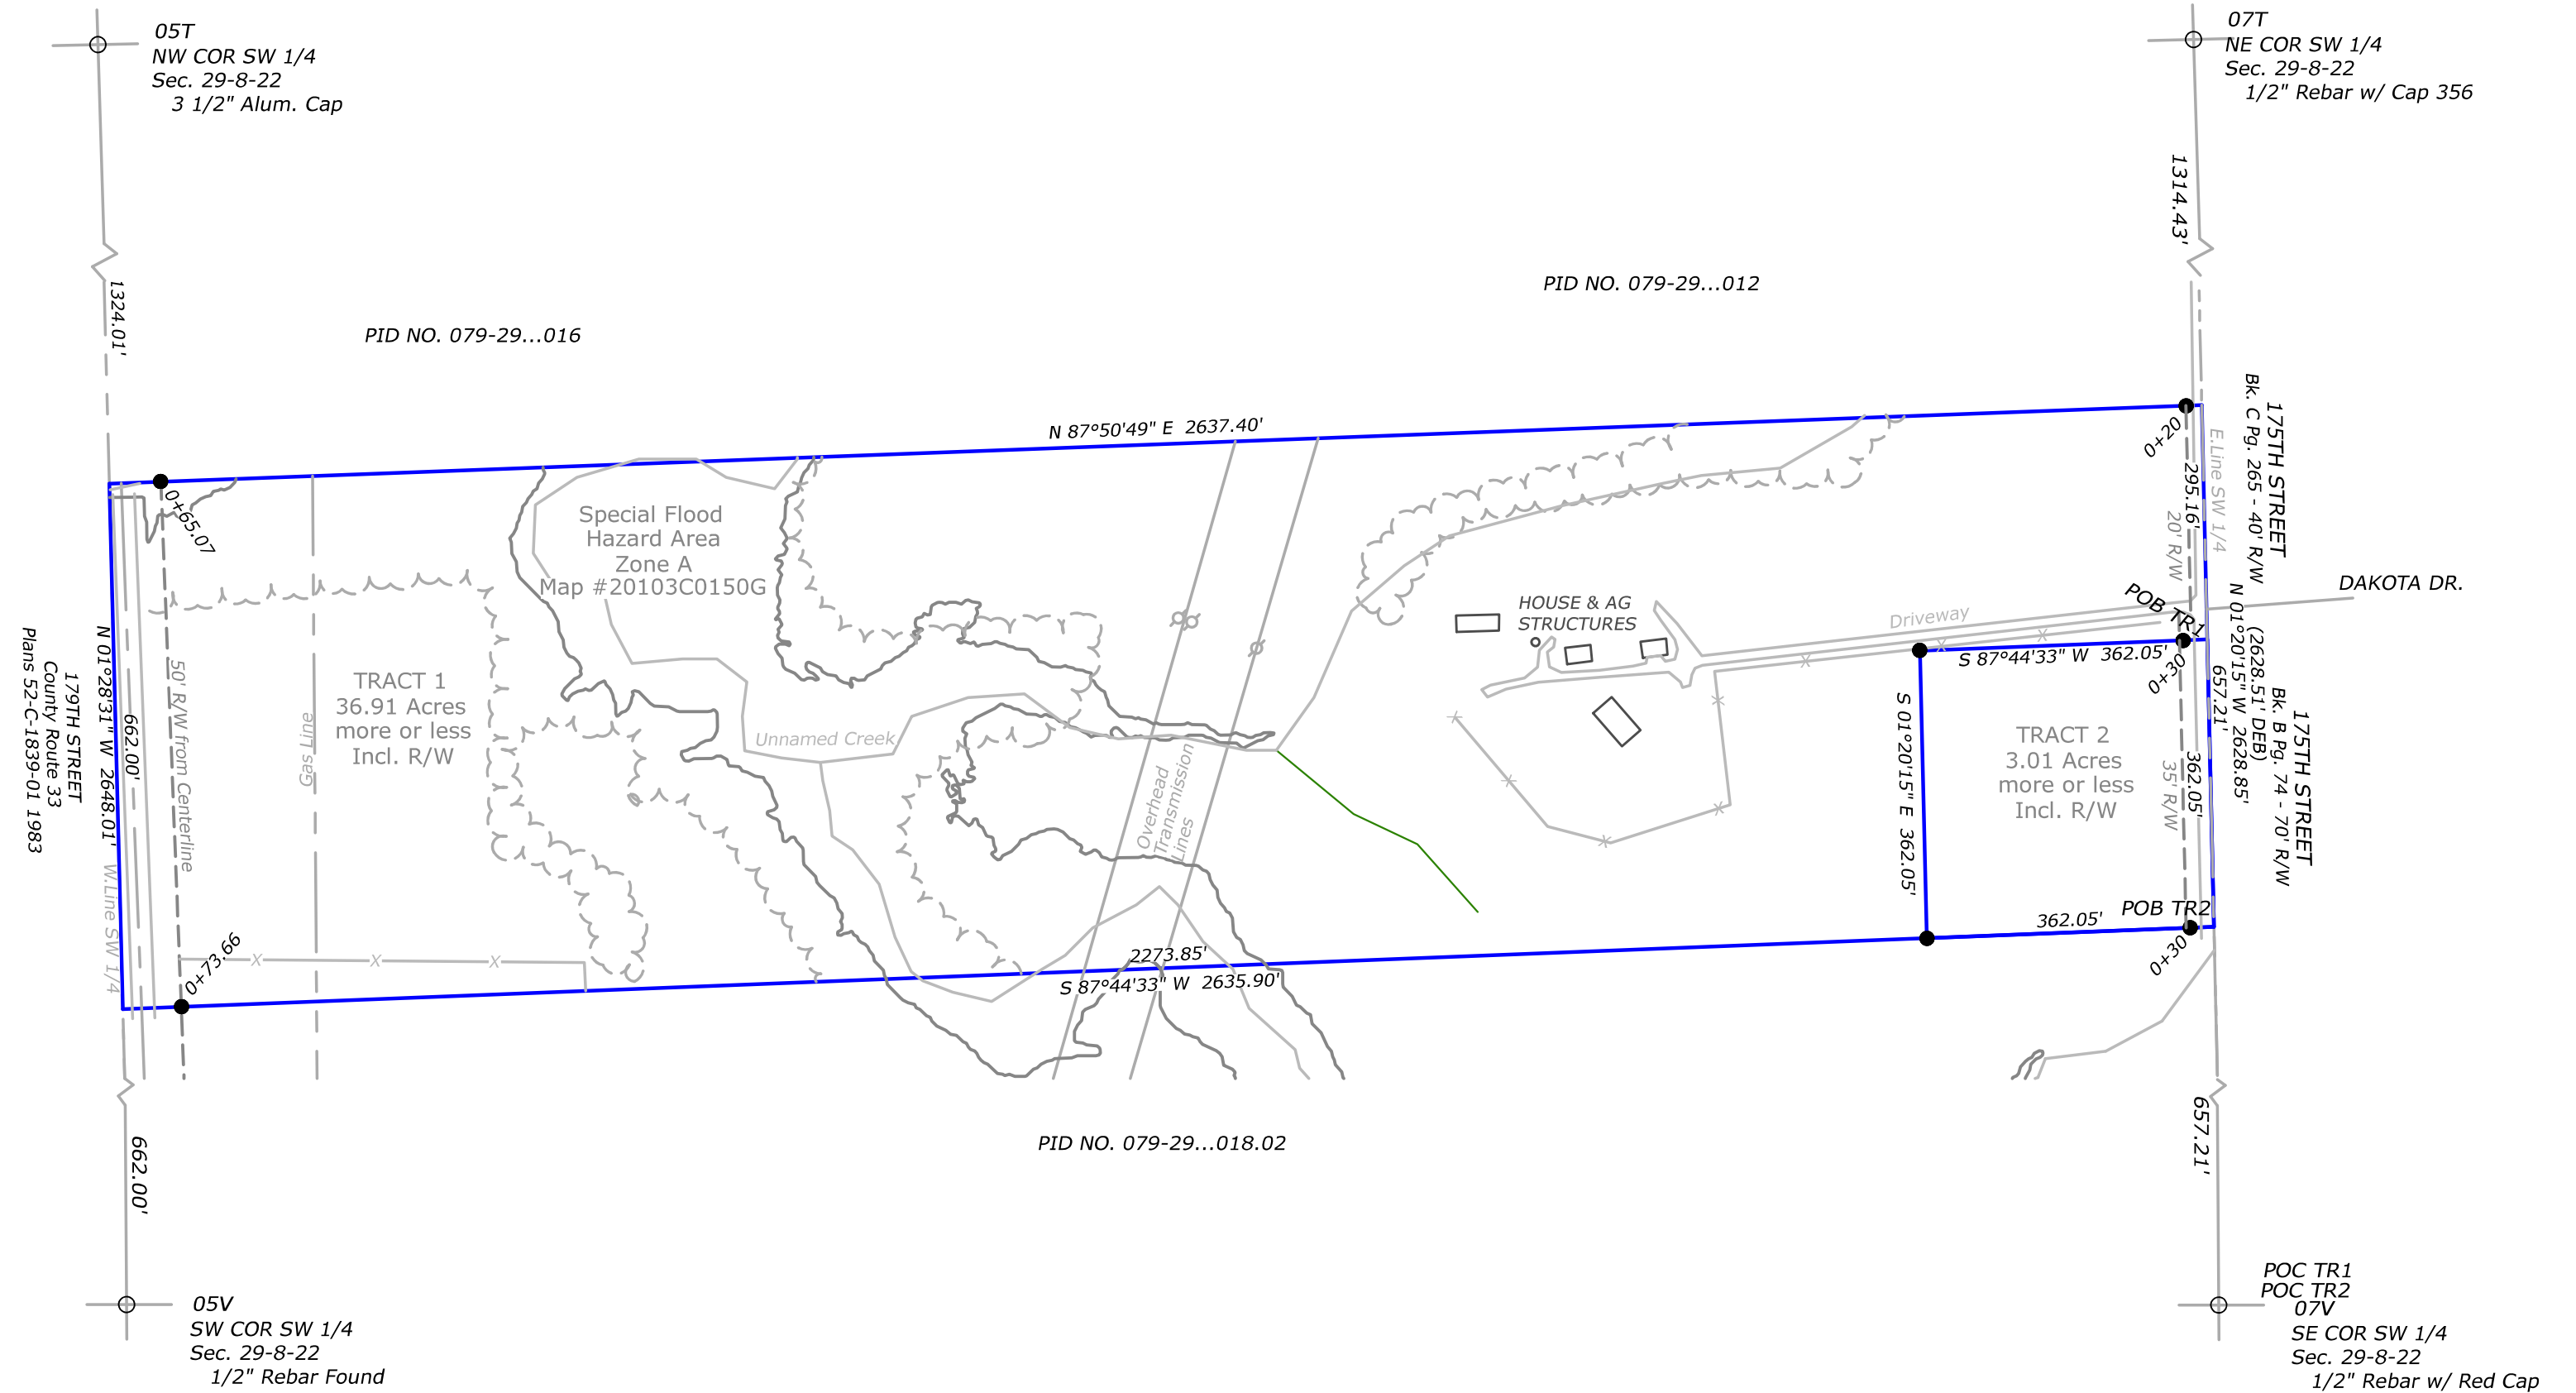 05T
NW COR SW 1/4
Sec. 29-8-22
3 1/2" Alum. Cap
07T
NE COR SW 1/4
Sec. 29-8-22
1/2" Rebar w/ Cap 356
1324.01'
1314.43'
PID NO. 079-29...016
PID NO. 079-29...012
N 87°50'49" E  2637.40'
0+65.07
0+20
295.16'
20' R/W
E Line SW 1/4
175TH STREET
Bk. C Pg. 265 - 40' R/W
Special Flood
Hazard Area
Zone A
Map #20103C0150G
HOUSE & AG
STRUCTURES
Driveway
DAKOTA DR.
POB TR1
S 87°44'33" W  362.05'
0+30
N 01°20'15" W  2628.85'
(2628.51' DEB)
657.21'
175TH STREET
Bk. B Pg. 74 - 70' R/W
179TH STREET
County Route 33
Plans 52-C-1839-01 1983
N 01°28'31" W  2648.01'
662.00'
W.Line SW 1/4
50' R/W from Centerline
Gas Line
TRACT 1
36.91 Acres
more or less
Incl. R/W
Unnamed Creek
Overhead
Transmission
Lines
S 01°20'15" E  362.05'
TRACT 2
3.01 Acres
more or less
Incl. R/W
35' R/W
362.05'
0+73.66
2273.85'
S 87°44'33" W  2635.90'
362.05'
POB TR2
0+30
662.00'
657.21'
PID NO. 079-29...018.02
05V
SW COR SW 1/4
Sec. 29-8-22
1/2" Rebar Found
POC TR1
POC TR2
07V
SE COR SW 1/4
Sec. 29-8-22
1/2" Rebar w/ Red Cap